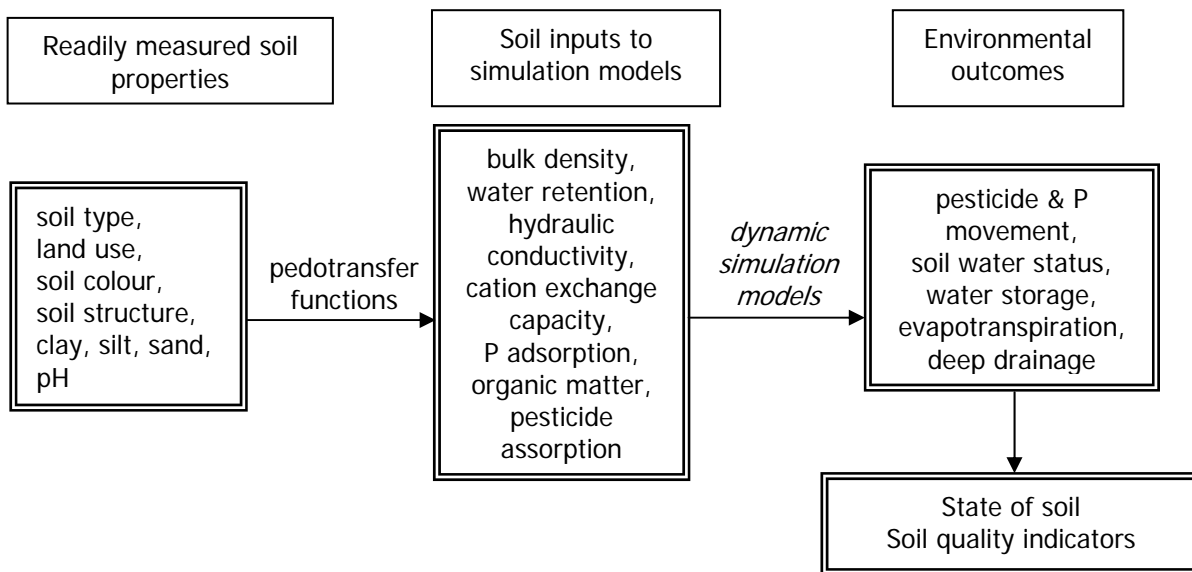 Readily measured soil
properties
Soil inputs to
simulation models
Environmental
outcomes
soil type,
land use,
soil colour,
soil structure,
clay, silt, sand,
pH
pedotransfer
functions
bulk density,
water retention,
hydraulic
conductivity,
cation exchange
capacity,
P adsorption,
organic matter,
pesticide
assorption
dynamic
simulation
models
pesticide & P
movement,
soil water status,
water storage,
evapotranspiration,
deep drainage
State of soil
Soil quality indicators